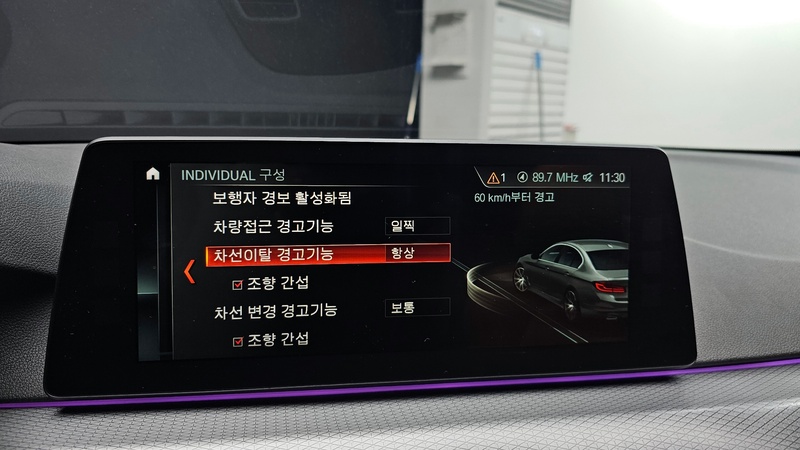 INDIVIDUAL 구성
1 89.7 MHz 11:30
보행자 경보 활성화됨
60 km/h부터 경고
차량접근 경고기능 일찍
차선이탈 경고기능 항상
조향 간섭
차선 변경 경고기능 보통
조향 간섭